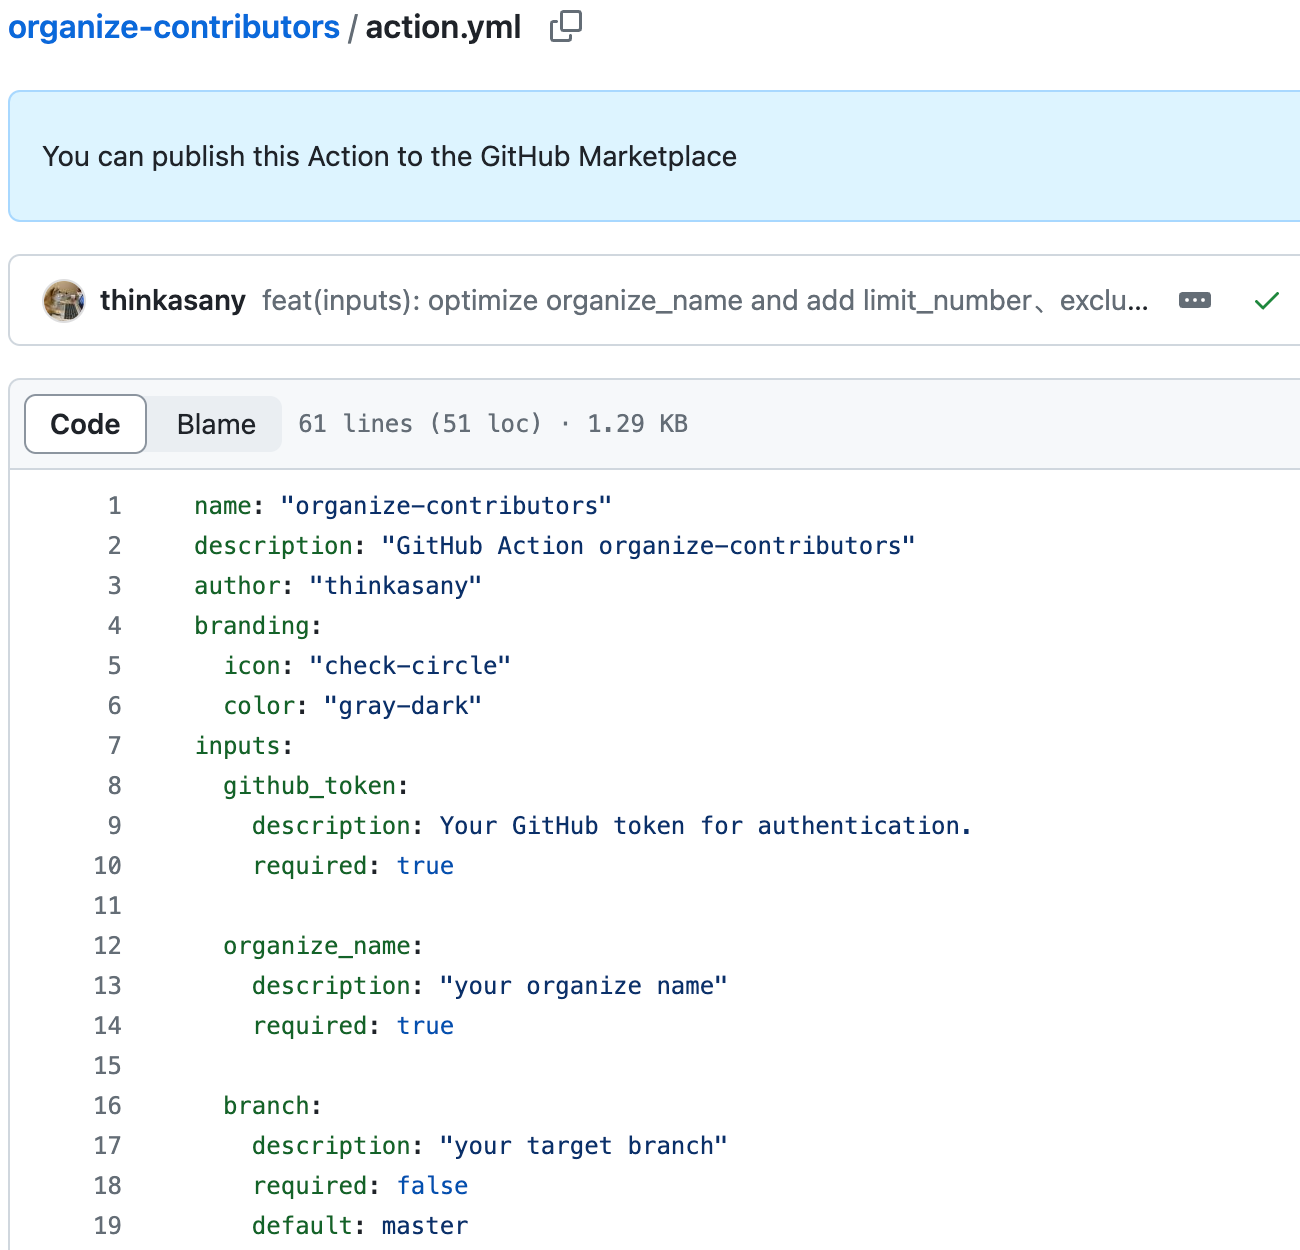 organize-contributors / action.yml
You can publish this Action to the GitHub Marketplace
thinkasany feat(inputs): optimize organize_name and add limit_number、exclu...
Code Blame 61 lines (51 loc) · 1.29 KB
1 name: "organize-contributors"
2 description: "GitHub Action organize-contributors"
3 author: "thinkasany"
4 branding:
5   icon: "check-circle"
6   color: "gray-dark"
7 inputs:
8   github_token:
9     description: Your GitHub token for authentication.
10     required: true
11
12   organize_name:
13     description: "your organize name"
14     required: true
15
16   branch:
17     description: "your target branch"
18     required: false
19     default: master